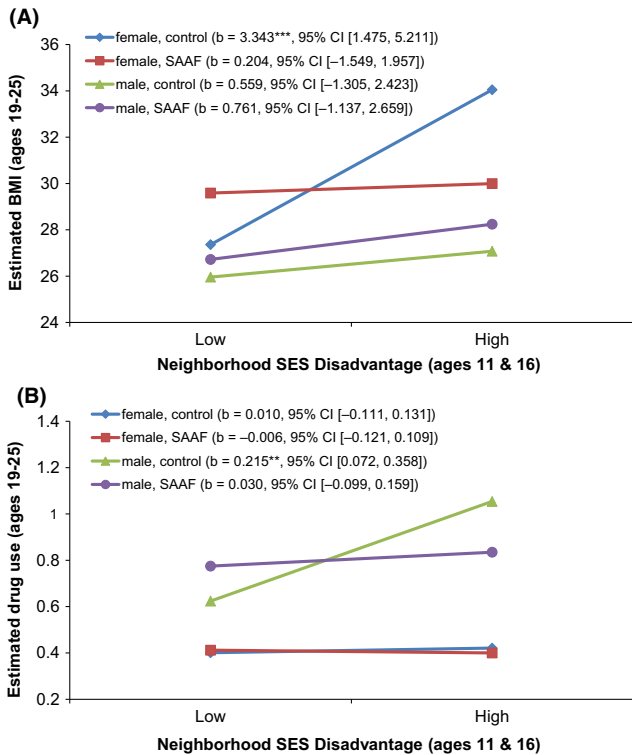 (A)
female, control (b = 3.343***, 95% CI [1.475, 5.211])
female, SAAF (b = 0.204, 95% CI [–1.549, 1.957])
male, control (b = 0.559, 95% CI [–1.305, 2.423])
male, SAAF (b = 0.761, 95% CI [–1.137, 2.659])
Estimated BMI (ages 19-25)
36
34
32
30
28
26
24
Low High
Neighborhood SES Disadvantage (ages 11 & 16)
(B)
female, control (b = 0.010, 95% CI [–0.111, 0.131])
female, SAAF (b = –0.006, 95% CI [–0.121, 0.109])
male, control (b = 0.215**, 95% CI [0.072, 0.358])
male, SAAF (b = 0.030, 95% CI [–0.099, 0.159])
Estimated drug use (ages 19-25)
1.4
1.2
1
0.8
0.6
0.4
0.2
Low High
Neighborhood SES Disadvantage (ages 11 & 16)